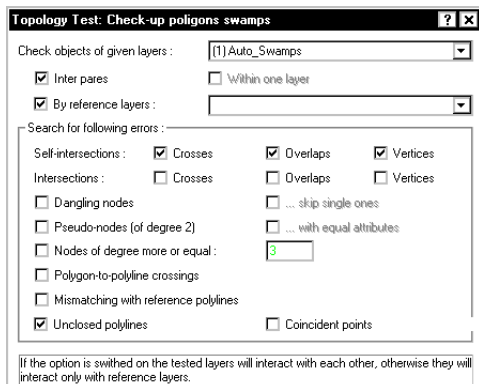 Topology Test: Check-up poligons swamps
Check objects of given layers : (1) Auto_Swamps
Inter pares Within one layer
By reference layers :
Search for following errors :
Self-intersections : Crosses Overlaps Vertices
Intersections : Crosses Overlaps Vertices
Dangling nodes ... skip single ones
Pseudo-nodes (of degree 2) ... with equal attributes
Nodes of degree more or equal : 3
Polygon-to-polyline crossings
Mismatching with reference polylines
Unclosed polylines Coincident points
If the option is swithed on the tested layers will interact with each other, otherwise they will
interact only with reference layers.